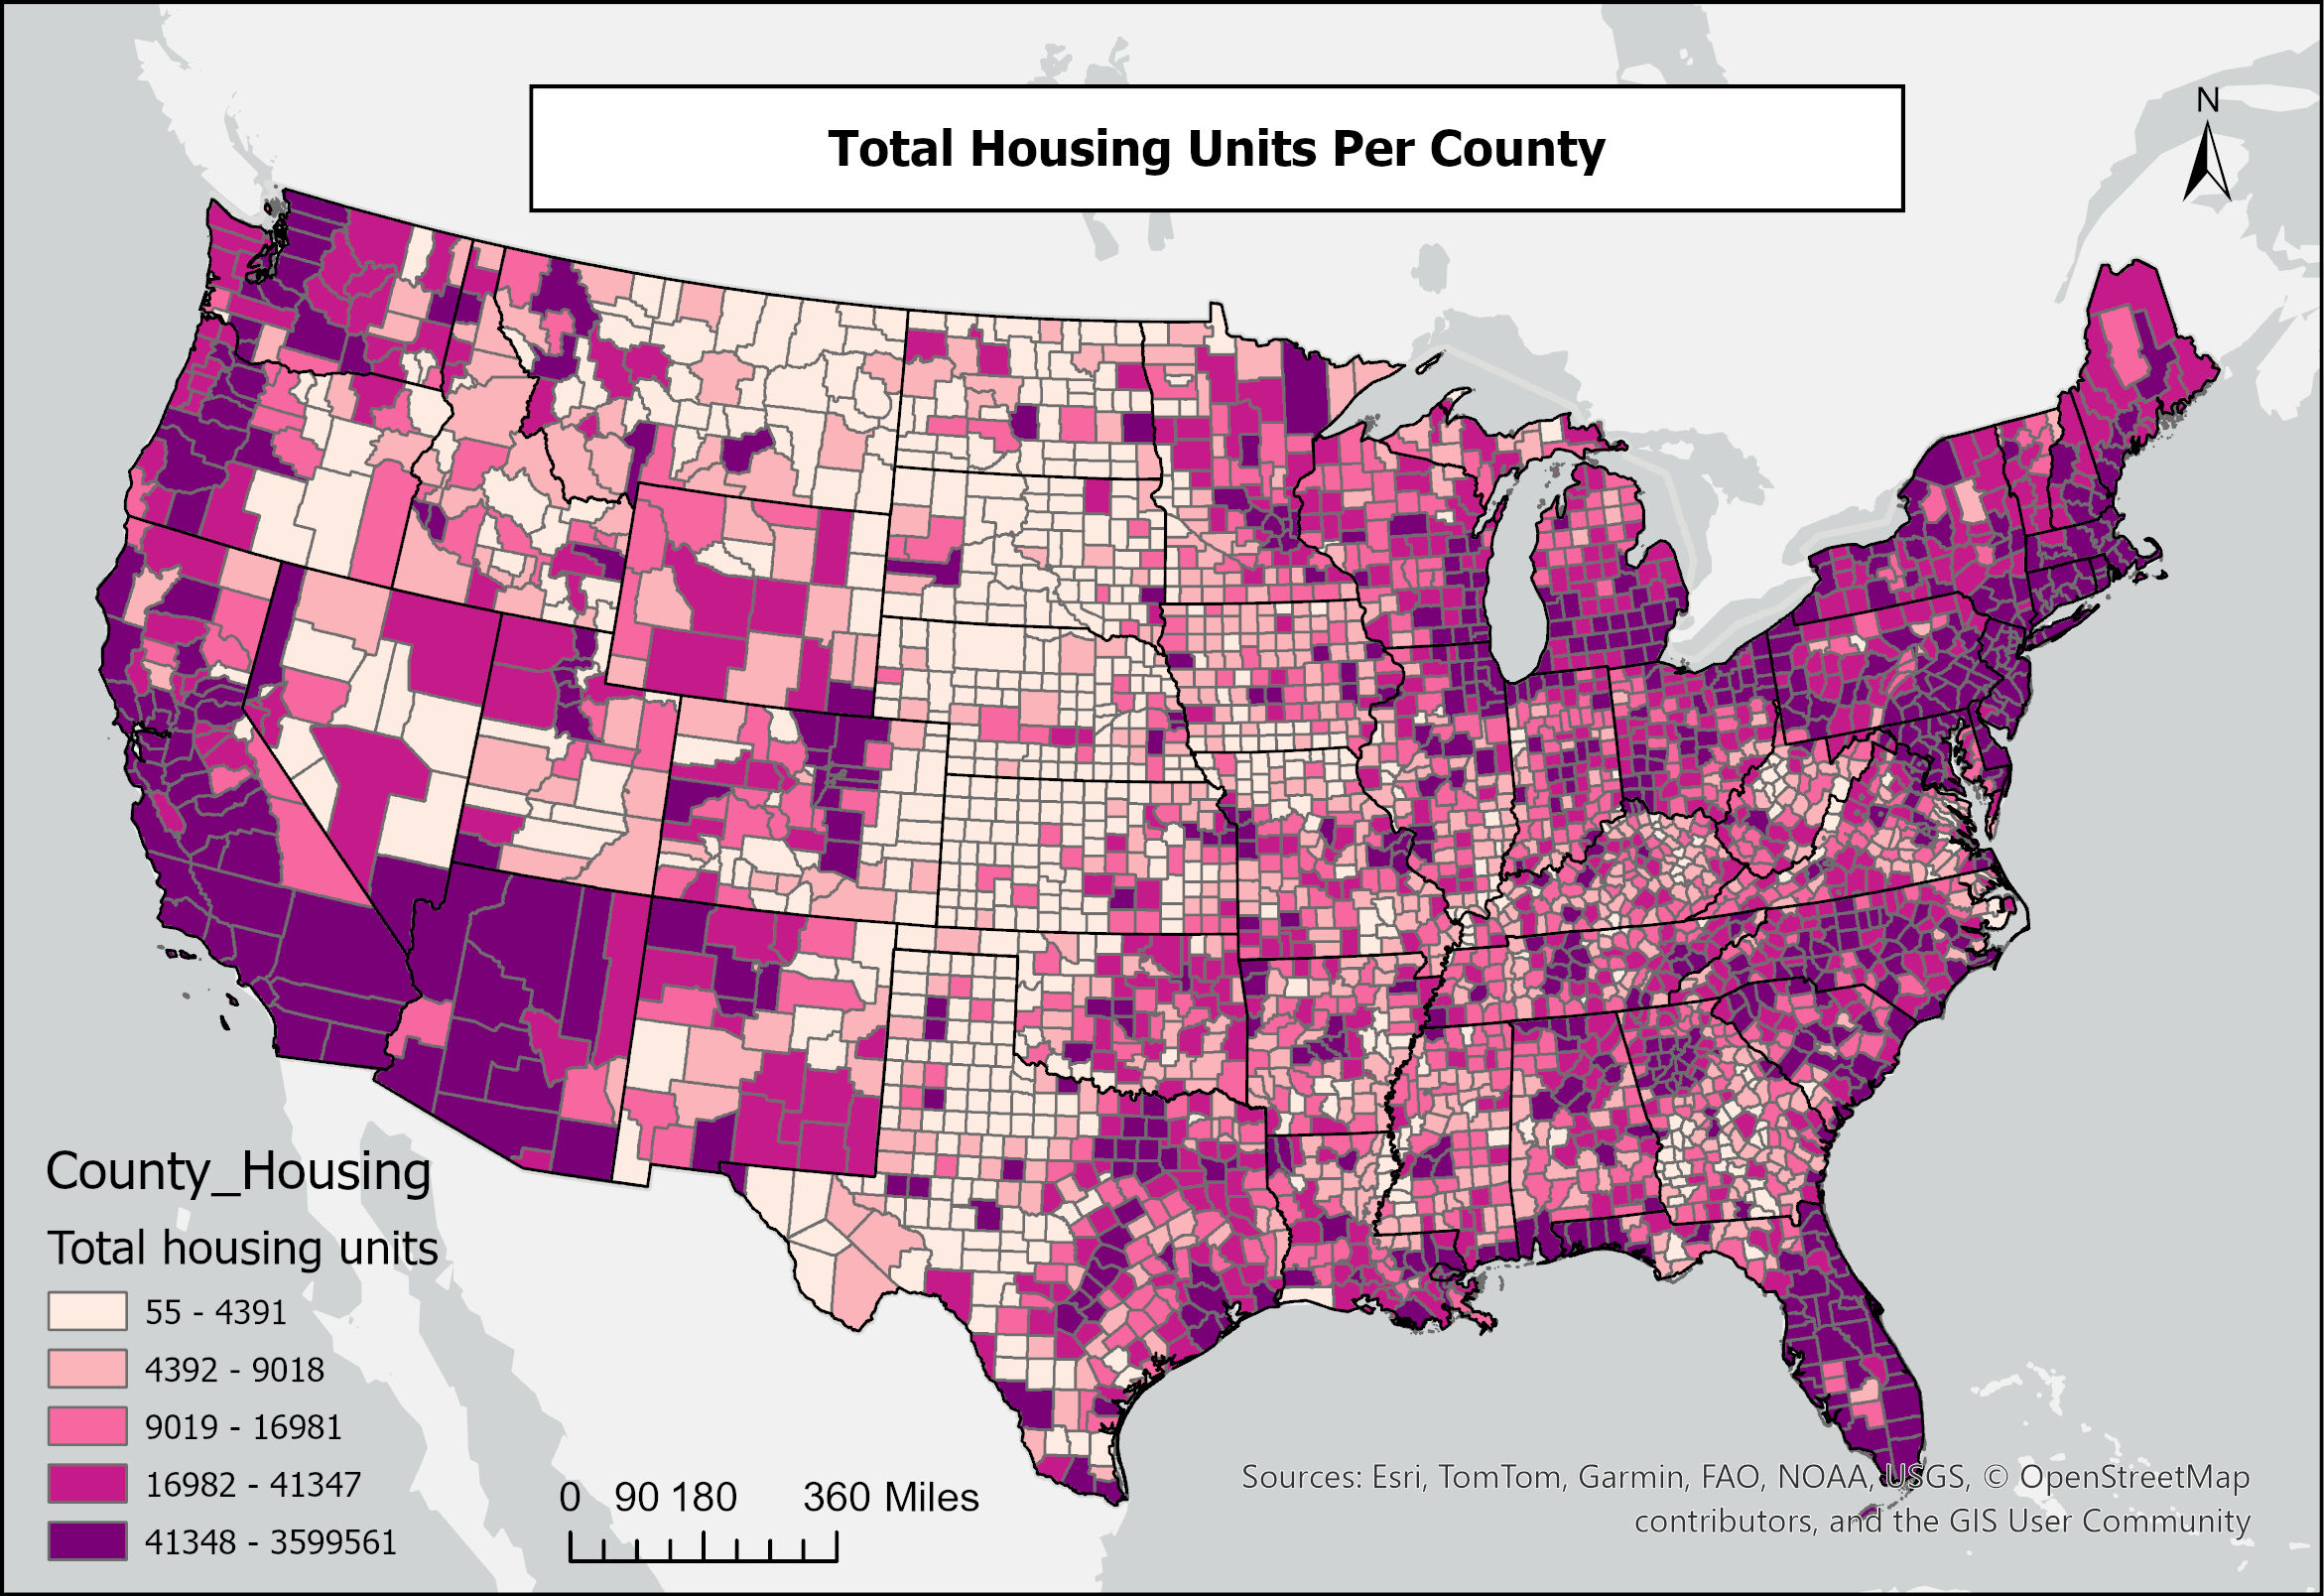 Total Housing Units Per County
N
County_Housing
Total housing units
55 - 4391
4392 - 9018
9019 - 16981
16982 - 41347
41348 - 3599561
0 90 180 360 Miles
Sources: Esri, TomTom, Garmin, FAO, NOAA, USGS, © OpenStreetMap
contributors, and the GIS User Community